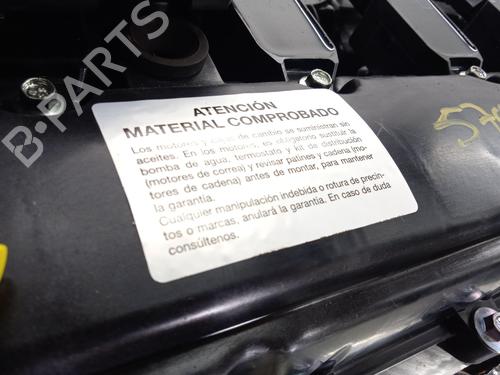 B-PARTS
ATENCIÓN
MATERIAL COMPROBADO
Los motores y cajas de cambio se suministran sin
aceites. En los motores, es obligatorio sustituir la
bomba de agua, termostato y kit de distribución
(motores de correa) y revisar patines y cadena (mo-
tores de cadena) antes de montar, para mantener
la garantía.
Cualquier manipulación indebida o rotura de precin-
tos o marcas, anulará la garantía. En caso de duda
consúltenos.